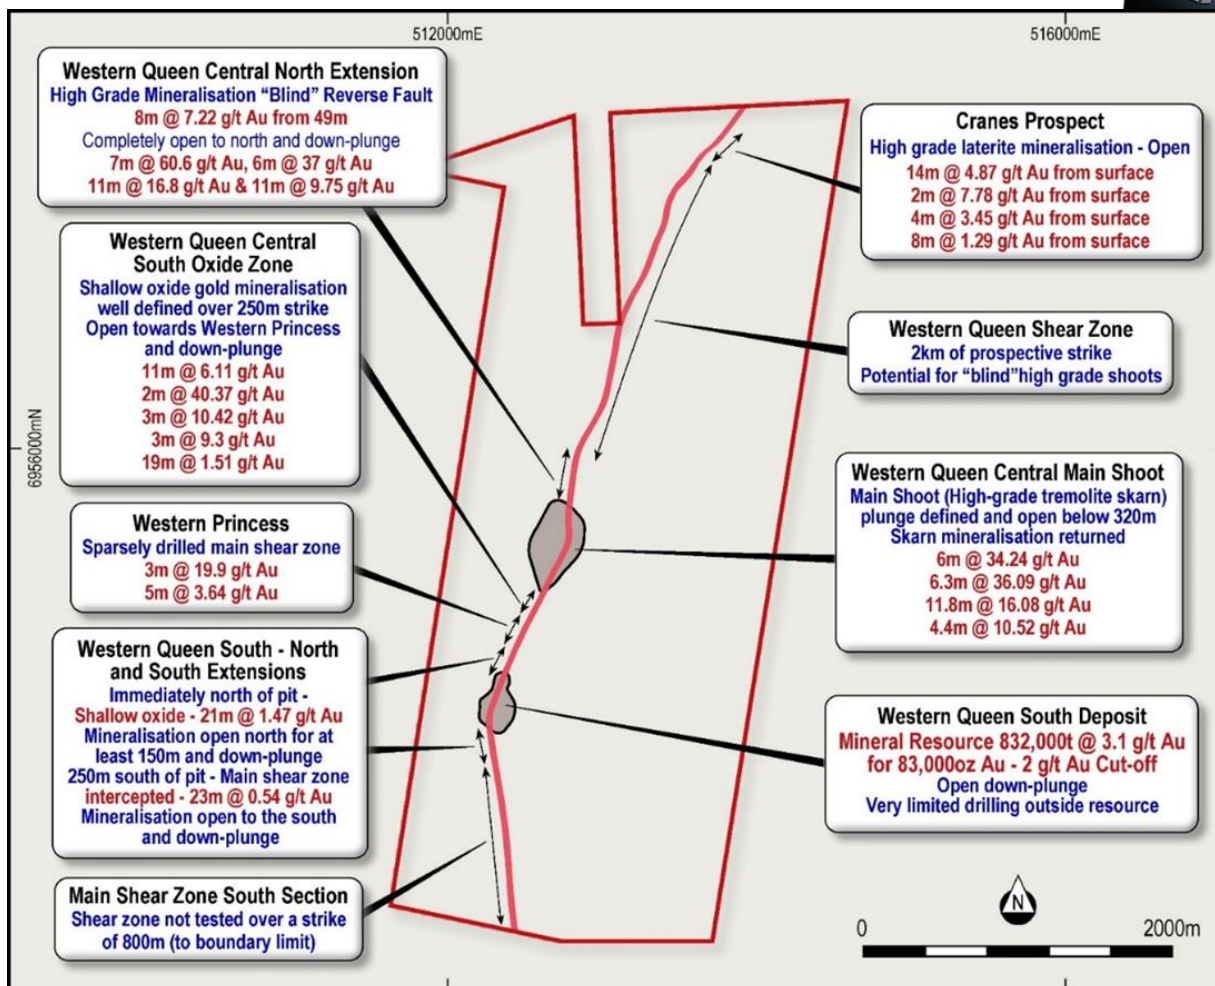 512000mE
516000mE
Western Queen Central North Extension
High Grade Mineralisation “Blind” Reverse Fault
8m @ 7.22 g/t Au from 49m
Completely open to north and down-plunge
7m @ 60.6 g/t Au, 6m @ 37 g/t Au
11m @ 16.8 g/t Au & 11m @ 9.75 g/t Au
Cranes Prospect
High grade laterite mineralisation - Open
14m @ 4.87 g/t Au from surface
2m @ 7.78 g/t Au from surface
4m @ 3.45 g/t Au from surface
8m @ 1.29 g/t Au from surface
Western Queen Central
South Oxide Zone
Shallow oxide gold mineralisation
well defined over 250m strike
Open towards Western Princess
and down-plunge
11m @ 6.11 g/t Au
2m @ 40.37 g/t Au
3m @ 10.42 g/t Au
3m @ 9.3 g/t Au
19m @ 1.51 g/t Au
Western Queen Shear Zone
2km of prospective strike
Potential for “blind”high grade shoots
6956000mN
Western Queen Central Main Shoot
Main Shoot (High-grade tremolite skarn)
plunge defined and open below 320m
Skarn mineralisation returned
6m @ 34.24 g/t Au
6.3m @ 36.09 g/t Au
11.8m @ 16.08 g/t Au
4.4m @ 10.52 g/t Au
Western Princess
Sparsely drilled main shear zone
3m @ 19.9 g/t Au
5m @ 3.64 g/t Au
Western Queen South - North
and South Extensions
Immediately north of pit -
Shallow oxide - 21m @ 1.47 g/t Au
Mineralisation open north for at
least 150m and down-plunge
250m south of pit - Main shear zone
intercepted - 23m @ 0.54 g/t Au
Mineralisation open to the south
and down-plunge
Western Queen South Deposit
Mineral Resource 832,000t @ 3.1 g/t Au
for 83,000oz Au - 2 g/t Au Cut-off
Open down-plunge
Very limited drilling outside resource
Main Shear Zone South Section
Shear zone not tested over a strike
of 800m (to boundary limit)
N
0
2000m